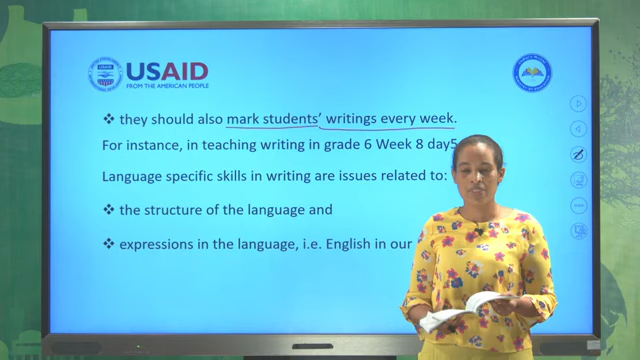 USAID
FROM THE AMERICAN PEOPLE
❖ they should also mark students' writings every week.
For instance, in teaching writing in grade 6 Week 8 day5
Language specific skills in writing are issues related to:
❖ the structure of the language and
❖ expressions in the language, i.e. English in our